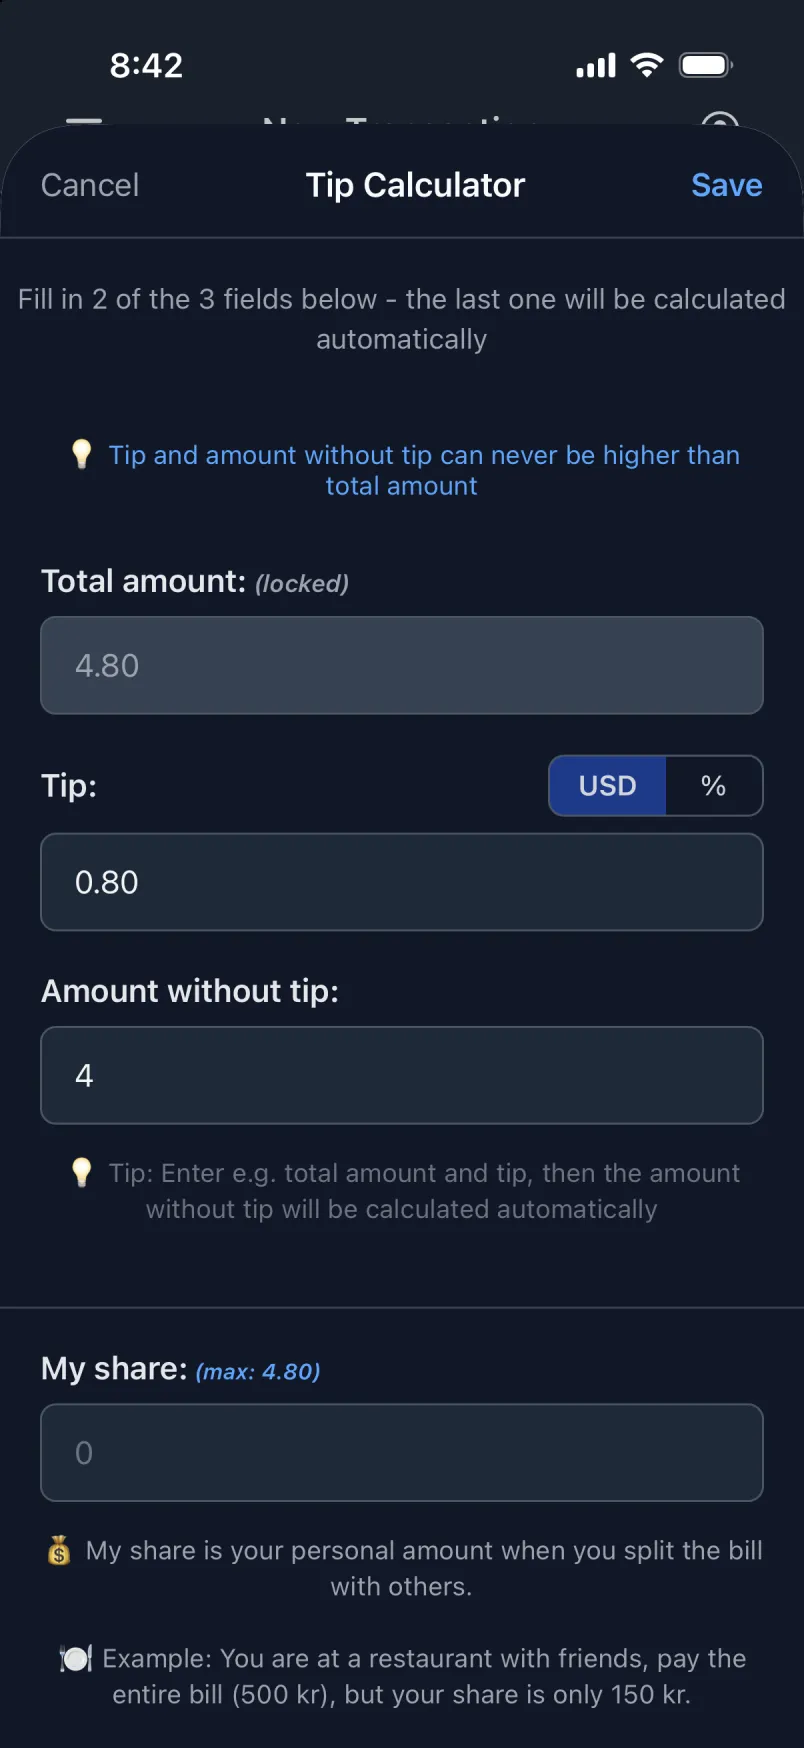 8:42
Cancel
Tip Calculator
Save
Fill in 2 of the 3 fields below - the last one will be calculated
automatically
💡 Tip and amount without tip can never be higher than
total amount
Total amount: (locked)
4.80
Tip:
USD
%
0.80
Amount without tip:
4
💡 Tip: Enter e.g. total amount and tip, then the amount
without tip will be calculated automatically
My share: (max: 4.80)
0
💰 My share is your personal amount when you split the bill
with others.
🍽️ Example: You are at a restaurant with friends, pay the
entire bill (500 kr), but your share is only 150 kr.